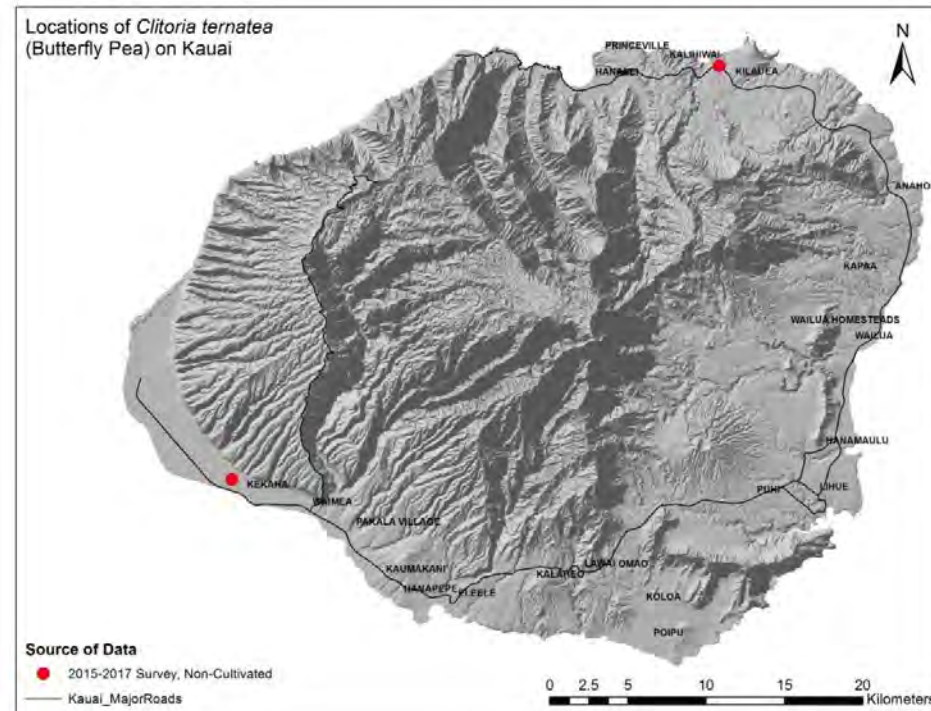 Locations of Clitoria ternatea
(Butterfly Pea) on Kauai
N
PRINCEVILLE
KALIHIWAI
HANALEI
KILAUEA
ANAHO
KAPAA
WAILUA HOMESTEADS
WAILUA
HANAMAULU
PUHI
LIHUE
KEKAHA
WAIMEA
PAKALA VILLAGE
KAUMAKANI
HANAPEPE
ELEELE
KALAHEO
LAWAI
OMAO
KOLOA
POIPU
Source of Data
2015-2017 Survey, Non-Cultivated
Kauai_MajorRoads
0 2.5 5 10 15 20
Kilometers